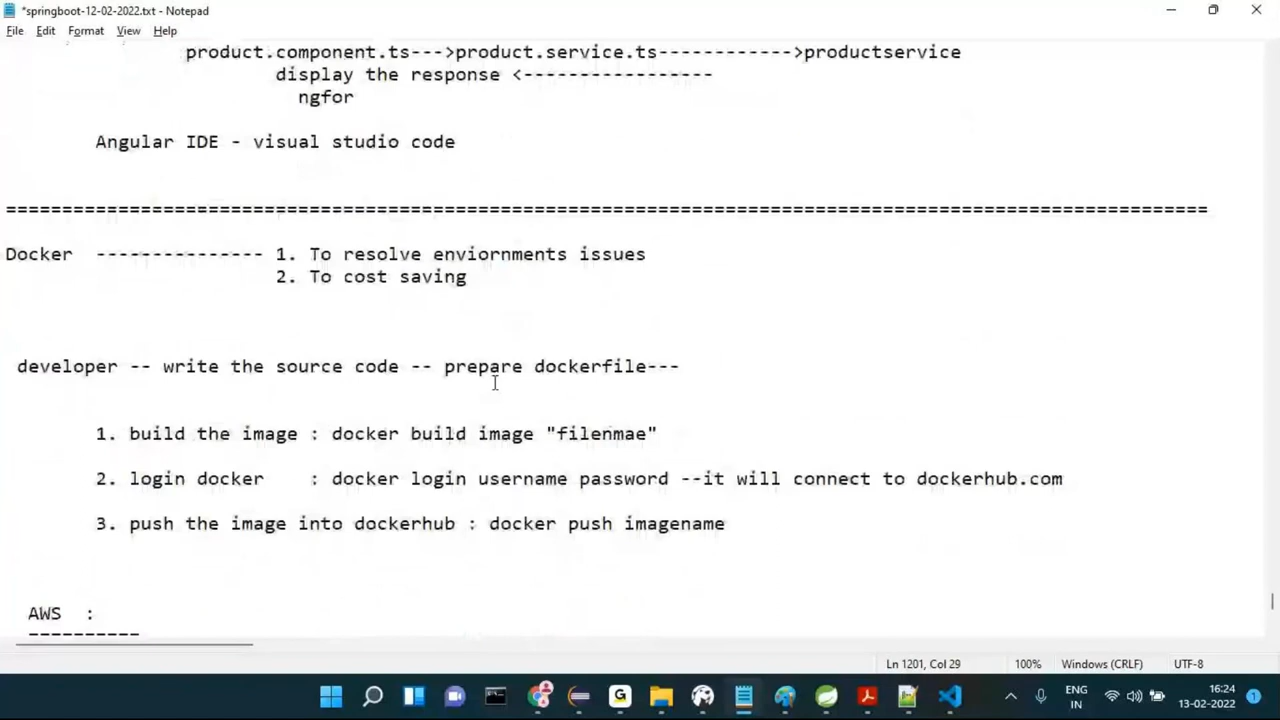 *springboot-12-02-2022.txt - Notepad
File Edit Format View Help
product.component.ts--->product.service.ts------------>productservice
display the response <-----------------
ngfor
Angular IDE - visual studio code
===========================================================================================================
Docker --------------- 1. To resolve enviornments issues
2. To cost saving
developer -- write the source code -- prepare dockerfile---
1. build the image : docker build image "filenmae"
2. login docker : docker login username password --it will connect to dockerhub.com
3. push the image into dockerhub : docker push imagename
AWS :
----------
Ln 1201, Col 29 100% Windows (CRLF) UTF-8
ENG
IN
16:24
13-02-2022